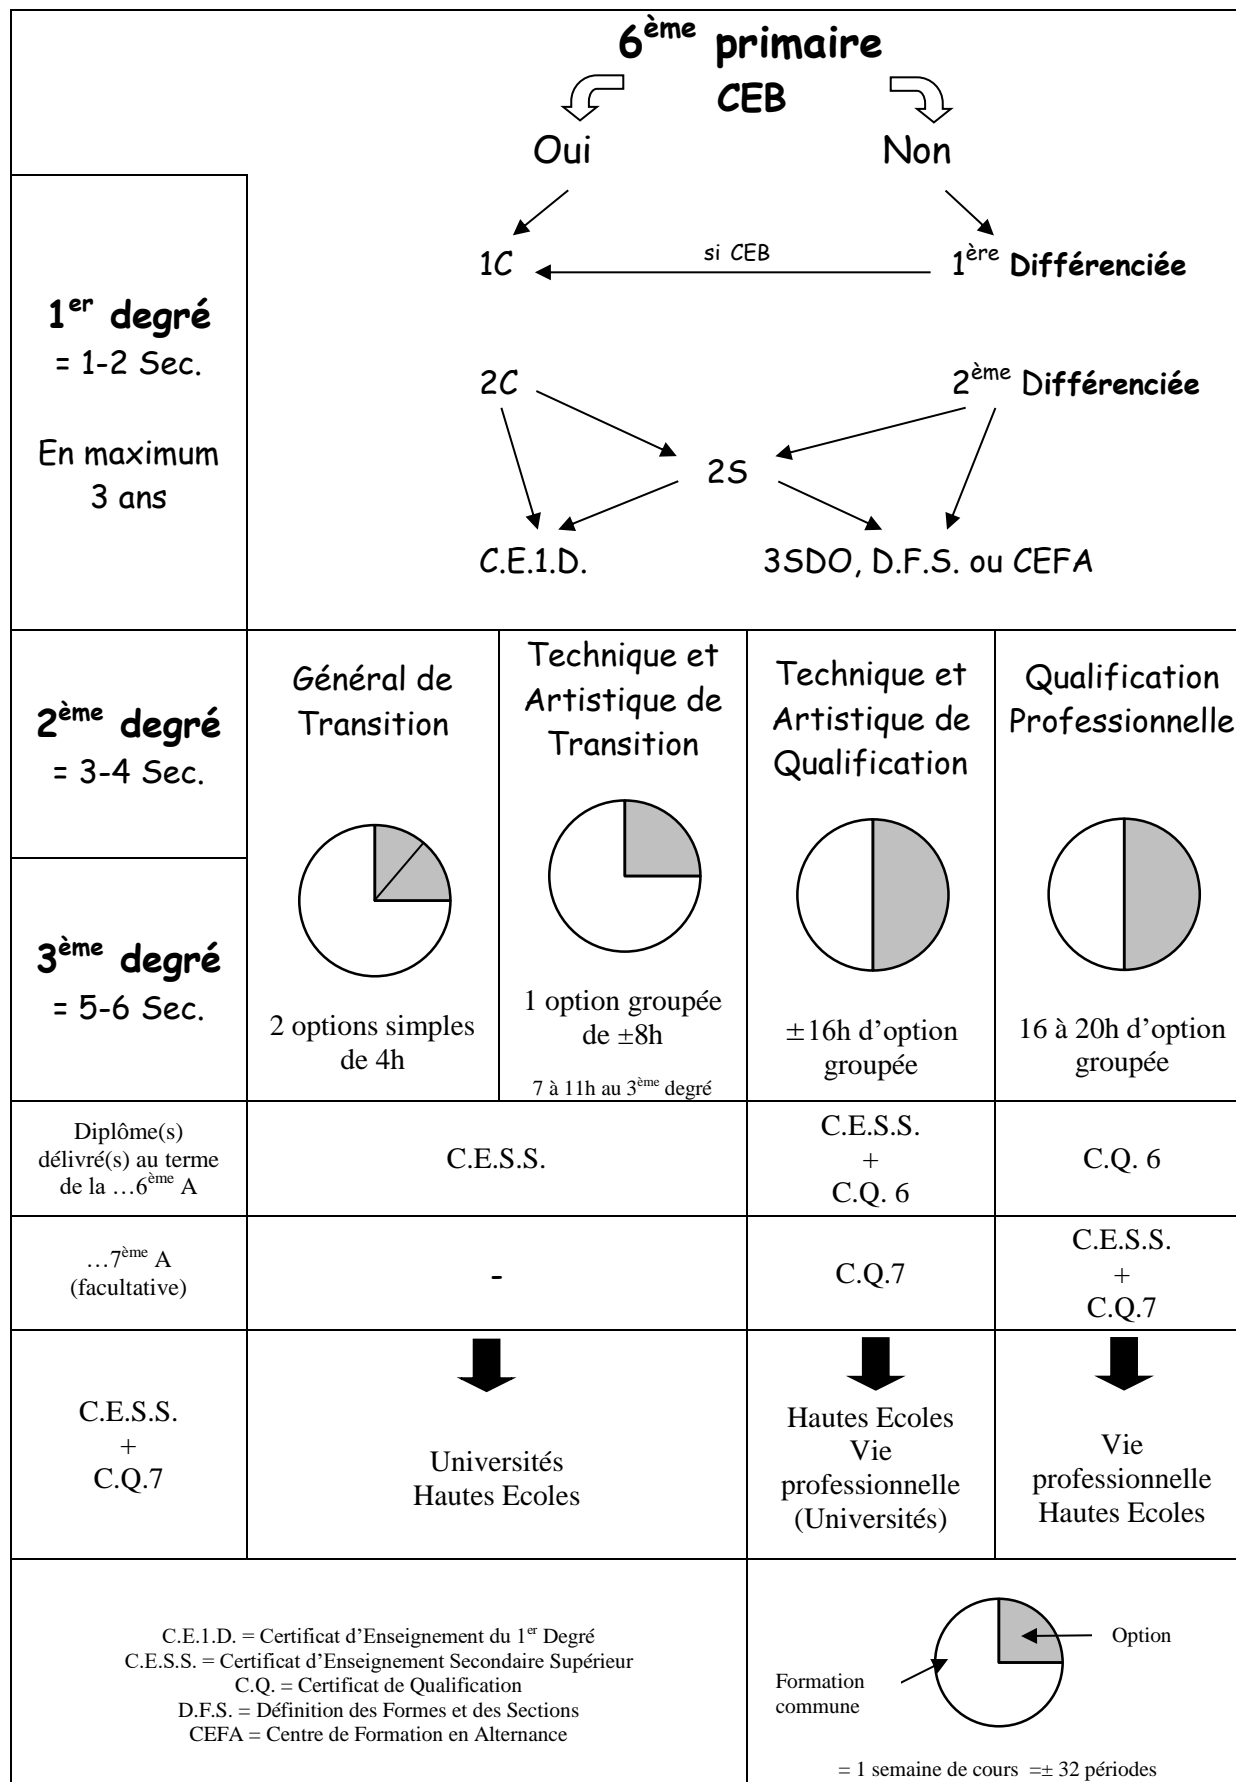 6ème primaire
CEB
Oui
Non
1er degré
= 1-2 Sec.
En maximum
3 ans
1C
si CEB
1ère Différenciée
2C
2ème Différenciée
2S
C.E.1.D.
3SDO, D.F.S. ou CEFA
2ème degré
= 3-4 Sec.
3ème degré
= 5-6 Sec.
Général de
Transition
2 options simples
de 4h
Technique et
Artistique de
Transition
1 option groupée
de ±8h
7 à 11h au 3ème degré
Technique et
Artistique de
Qualification
±16h d’option
groupée
Qualification
Professionnelle
16 à 20h d’option
groupée
Diplôme(s)
délivré(s) au terme
de la …6ème A
C.E.S.S.
C.E.S.S.
+
C.Q. 6
C.Q. 6
…7ème A
(facultative)
-
C.Q.7
C.E.S.S.
+
C.Q.7
C.E.S.S.
+
C.Q.7
Universités
Hautes Ecoles
Hautes Ecoles
Vie
professionnelle
(Universités)
Vie
professionnelle
Hautes Ecoles
C.E.1.D. = Certificat d’Enseignement du 1er Degré
C.E.S.S. = Certificat d’Enseignement Secondaire Supérieur
C.Q. = Certificat de Qualification
D.F.S. = Définition des Formes et des Sections
CEFA = Centre de Formation en Alternance
Option
Formation
commune
= 1 semaine de cours =± 32 périodes